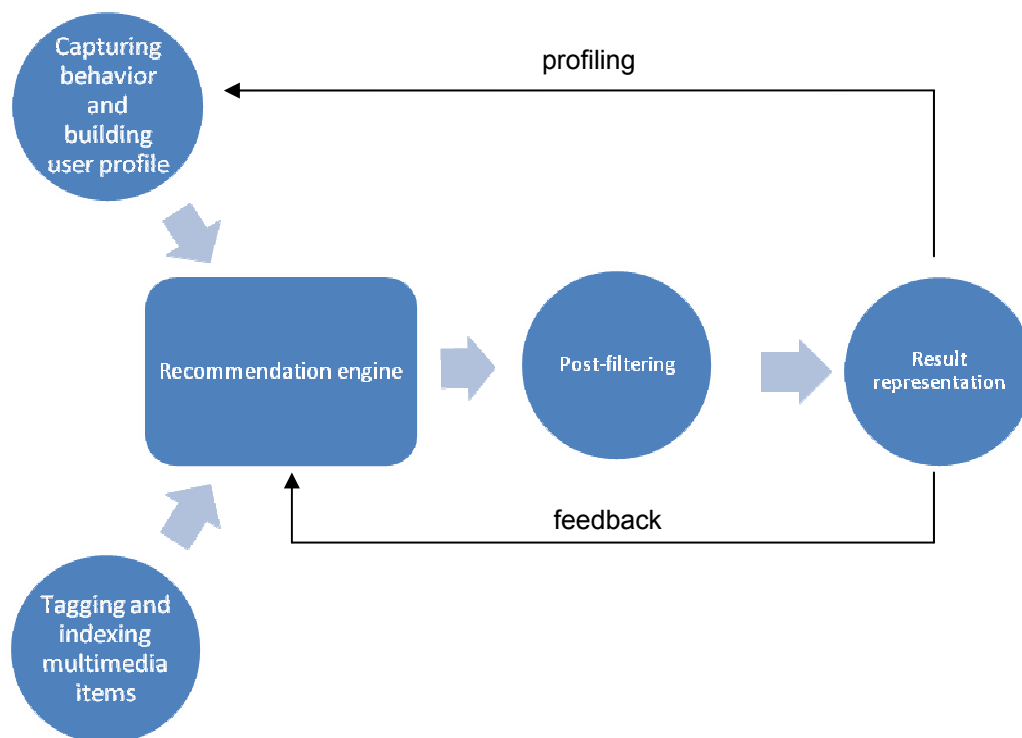 Capturing
behavior
and
building
user profile
profiling
Recommendation engine
Post-filtering
Result
representation
feedback
Tagging and
indexing
multimedia
items